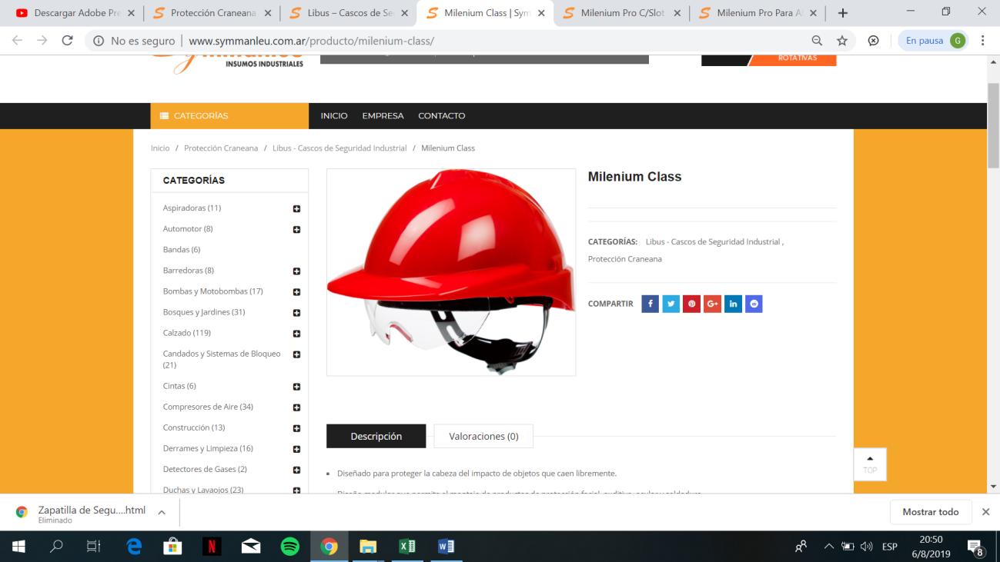 Descargar Adobe Pre
Protección Craneana
Libus – Cascos de Se
Milenium Class | Sym
Milenium Pro C/Slot
Milenium Pro Para A
No es seguro | www.symmanleu.com.ar/producto/milenium-class/
En pausa G
INSUMOS INDUSTRIALES
ROTATIVAS
CATEGORÍAS INICIO EMPRESA CONTACTO
Inicio / Protección Craneana / Libus - Cascos de Seguridad Industrial / Milenium Class
CATEGORÍAS
Aspiradoras (11)
Automotor (8)
Bandas (6)
Barredoras (8)
Bombas y Motobombas (17)
Bosques y Jardines (31)
Calzado (119)
Candados y Sistemas de Bloqueo
(21)
Cintas (6)
Compresores de Aire (34)
Construcción (13)
Derrames y Limpieza (16)
Detectores de Gases (2)
Duchas y Lavaojos (23)
Milenium Class
CATEGORÍAS: Libus - Cascos de Seguridad Industrial ,
Protección Craneana
COMPARTIR
Descripción Valoraciones (0)
Diseñado para proteger la cabeza del impacto de objetos que caen libremente.
TOP
Zapatilla de Segu....html
Eliminado
Mostrar todo
ESP
20:50
6/8/2019
8